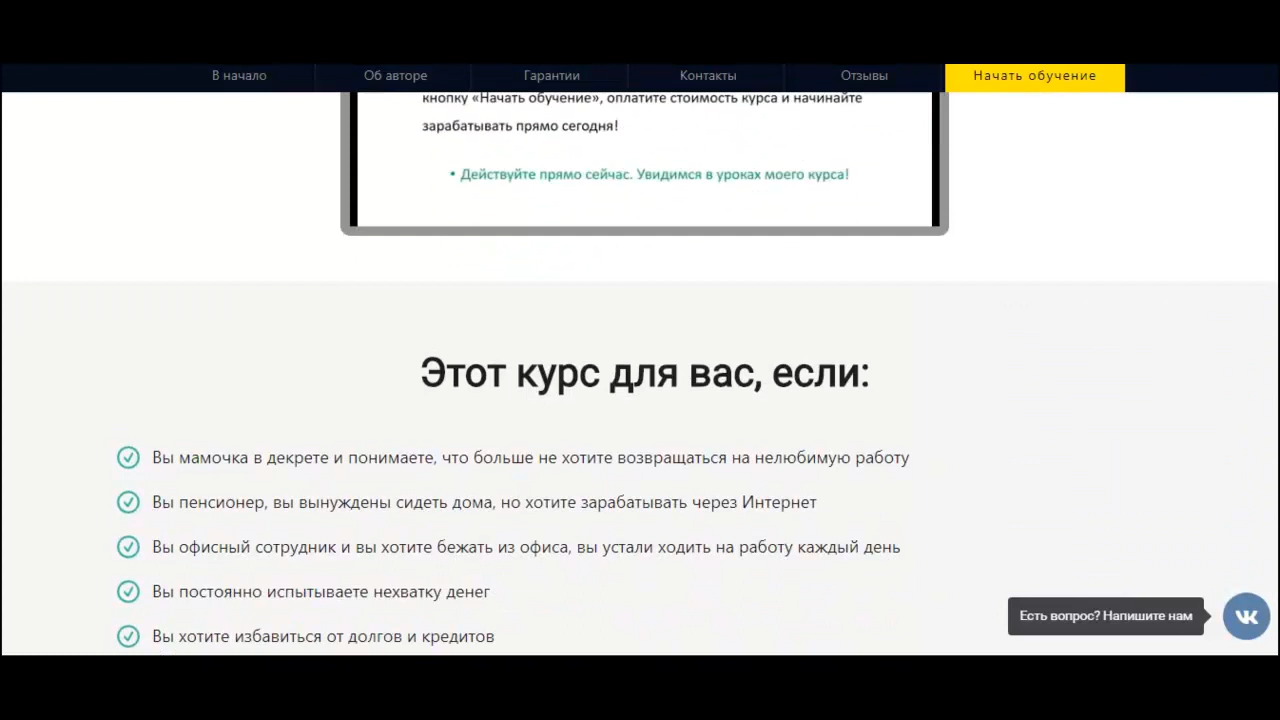 В начало
Об авторе
Гарантии
Контакты
Отзывы
Начать обучение
кнопку «Начать обучение», оплатите стоимость курса и начинайте
зарабатывать прямо сегодня!
• Действуйте прямо сейчас. Увидимся в уроках моего курса!
Этот курс для вас, если:
Вы мамочка в декрете и понимаете, что больше не хотите возвращаться на нелюбимую работу
Вы пенсионер, вы вынуждены сидеть дома, но хотите зарабатывать через Интернет
Вы офисный сотрудник и вы хотите бежать из офиса, вы устали ходить на работу каждый день
Вы постоянно испытываете нехватку денег
Есть вопрос? Напишите нам
Вы хотите избавиться от долгов и кредитов